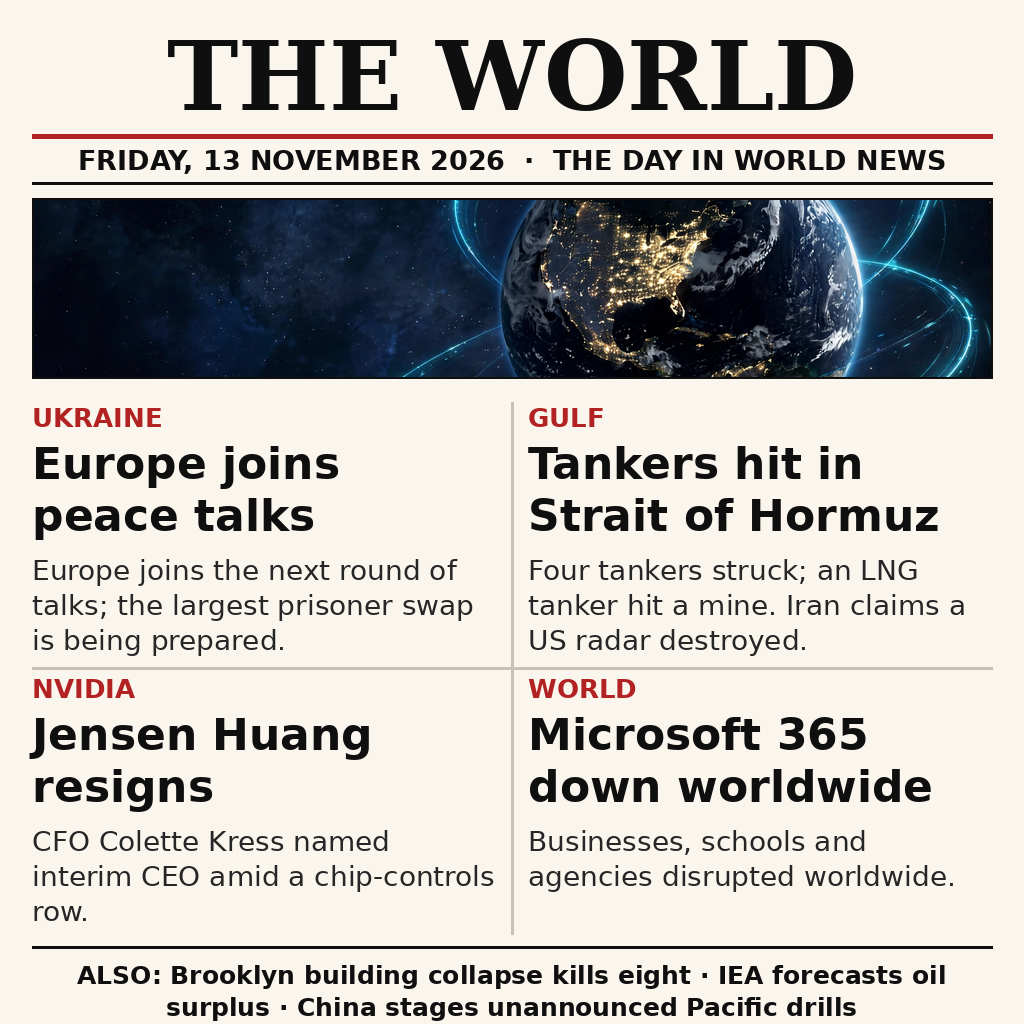 THE WORLD
FRIDAY, 13 NOVEMBER 2026 · THE DAY IN WORLD NEWS
UKRAINE
Europe joins
peace talks
Europe joins the next round of
talks; the largest prisoner swap
is being prepared.
GULF
Tankers hit in
Strait of Hormuz
Four tankers struck; an LNG
tanker hit a mine. Iran claims a
US radar destroyed.
NVIDIA
Jensen Huang
resigns
CFO Colette Kress named
interim CEO amid a chip-controls
row.
WORLD
Microsoft 365
down worldwide
Businesses, schools and
agencies disrupted worldwide.
ALSO: Brooklyn building collapse kills eight · IEA forecasts oil
surplus · China stages unannounced Pacific drills